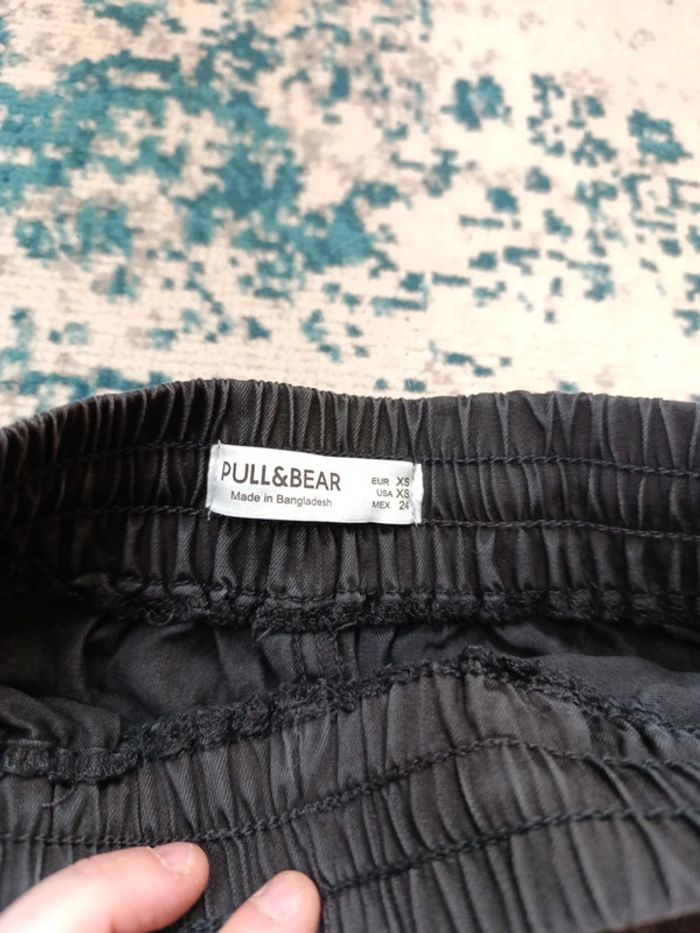 PULL&BEAR
Made in Bangladesh
EUR XS
USA XS
MEX 24